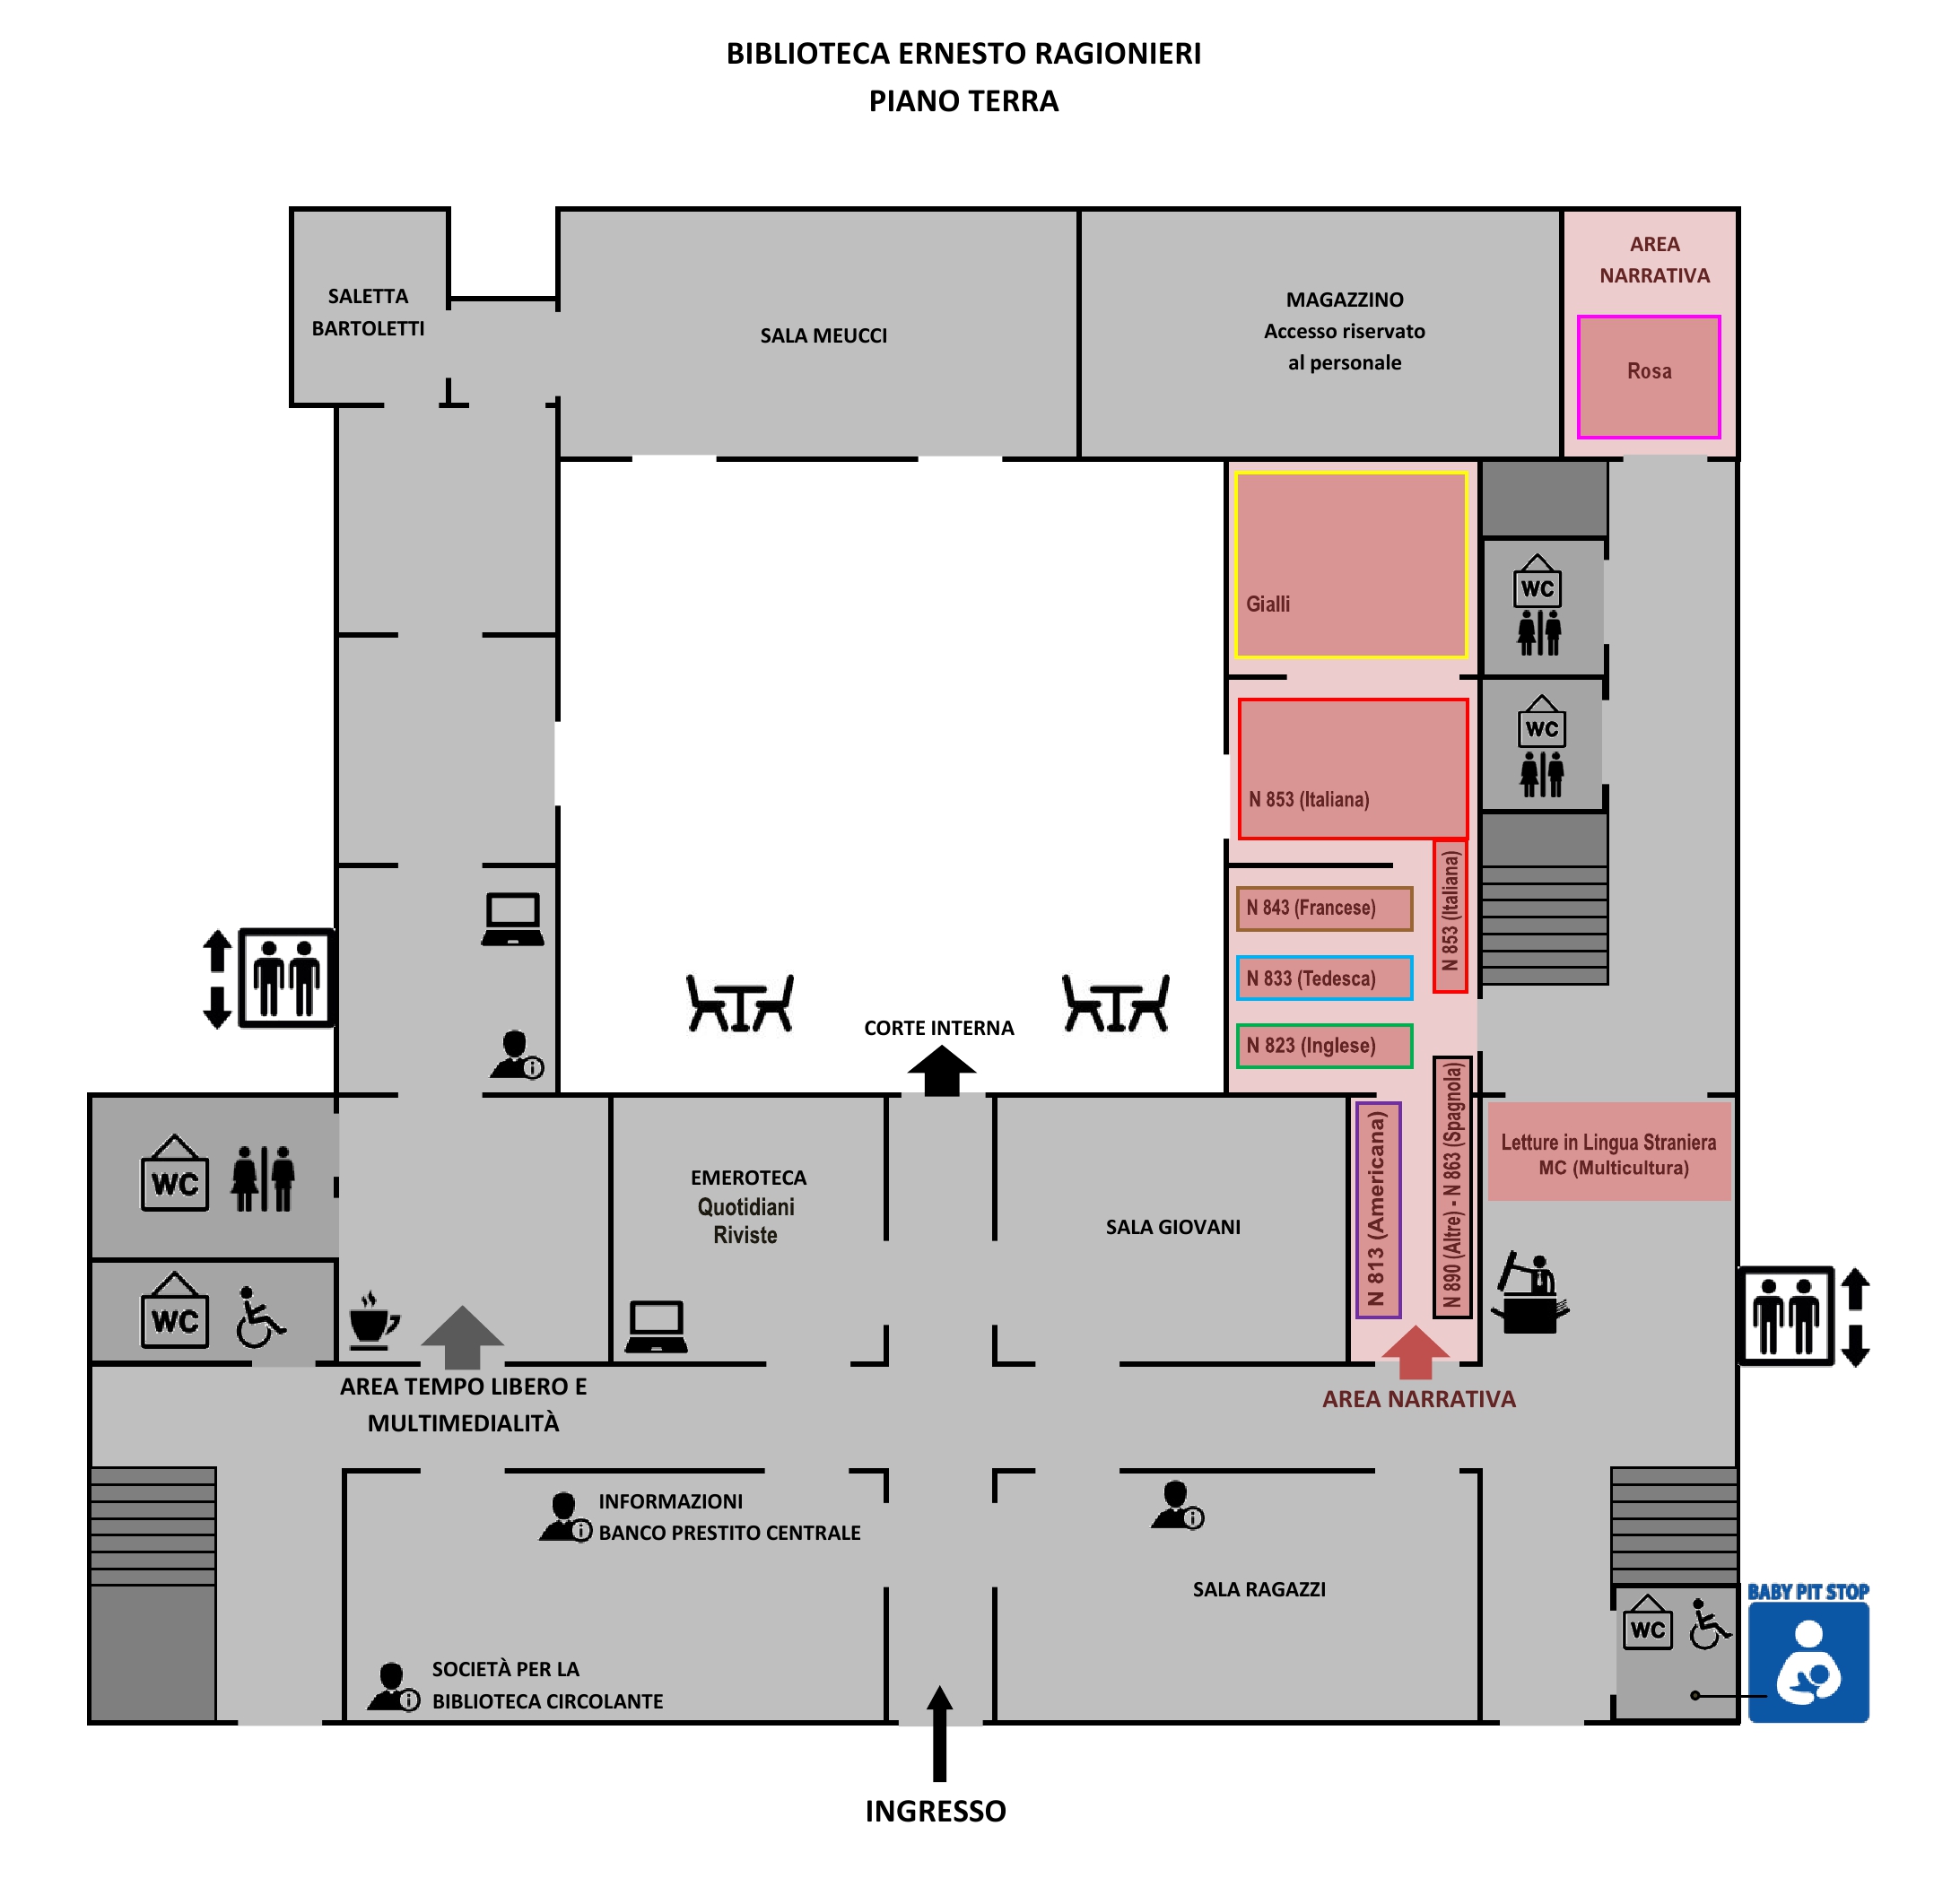 BIBLIOTECA ERNESTO RAGIONIERI
PIANO TERRA
SALETTA
BARTOLETTI
SALA MEUCCI
MAGAZZINO
Accesso riservato
al personale
AREA
NARRATIVA
Rosa
Gialli
WC
N 853 (Italiana)
WC
N 853 (Italiana)
N 843 (Francese)
N 833 (Tedesca)
N 823 (Inglese)
CORTE INTERNA
WC
EMEROTECA
Quotidiani
Riviste
SALA GIOVANI
N 813 (Americana)
N 890 (Altre) - N 863 (Spagnola)
Letture in Lingua Straniera
MC (Multicultura)
WC
AREA TEMPO LIBERO E
MULTIMEDIALITÀ
AREA NARRATIVA
INFORMAZIONI
BANCO PRESTITO CENTRALE
SALA RAGAZZI
SOCIETÀ PER LA
BIBLIOTECA CIRCOLANTE
WC
BABY PIT STOP
INGRESSO